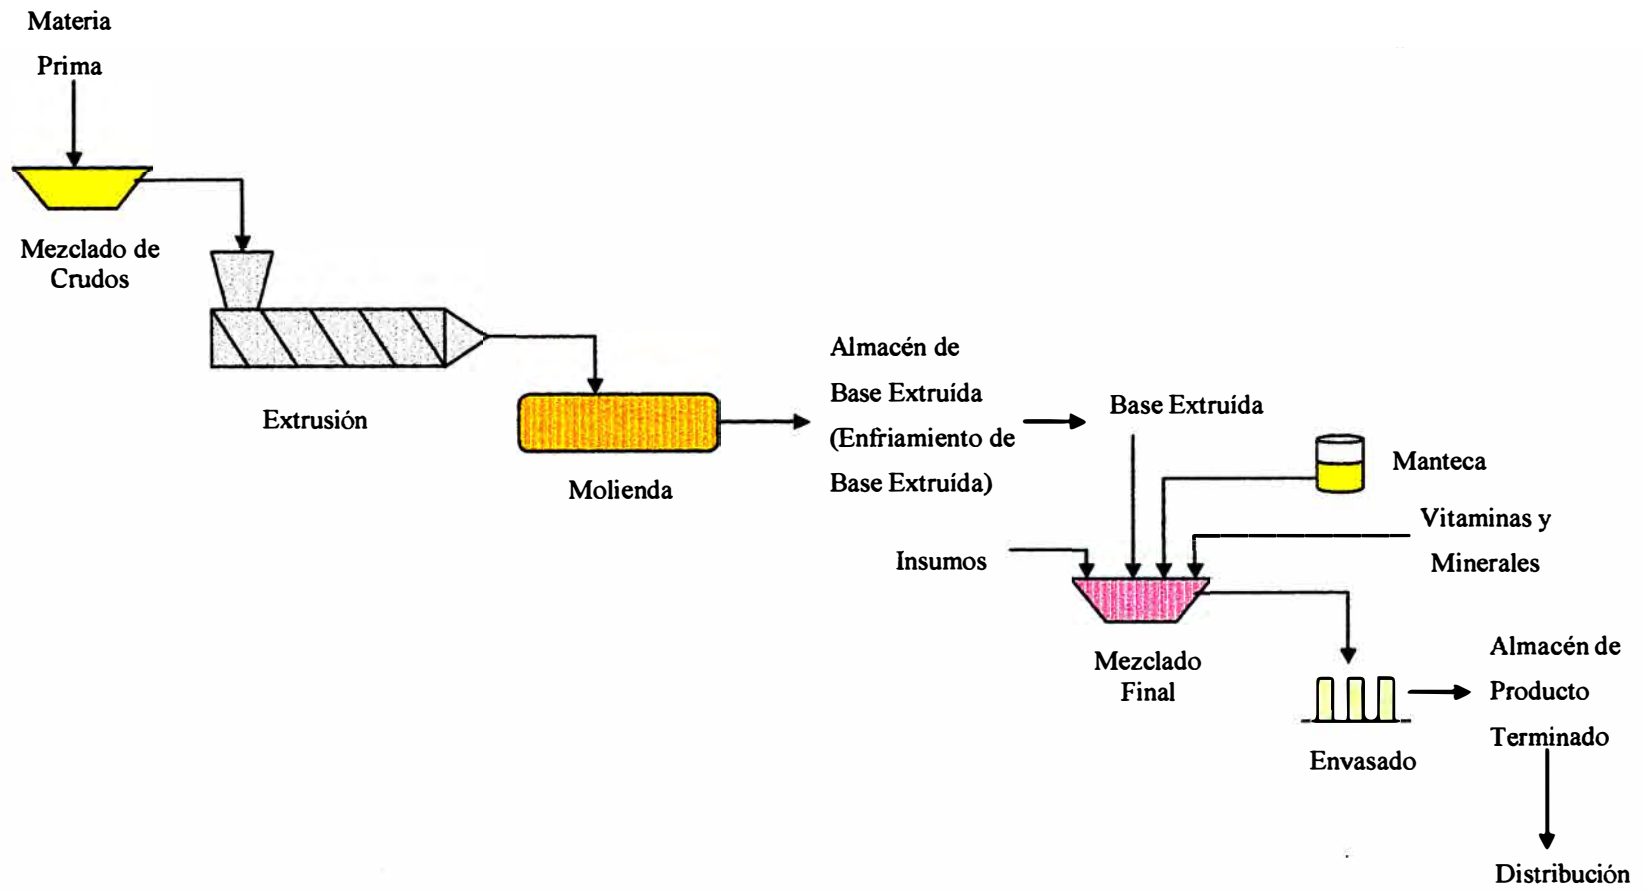 Materia
Prima
Mezclado de
Crudos
Extrusión
Molienda
Almacén de
Base Extruída
(Enfriamiento de
Base Extruída)
Base Extruída
Manteca
Vitaminas y
Minerales
Insumos
Mezclado
Final
Envasado
Almacén de
Producto
Terminado
Distribución